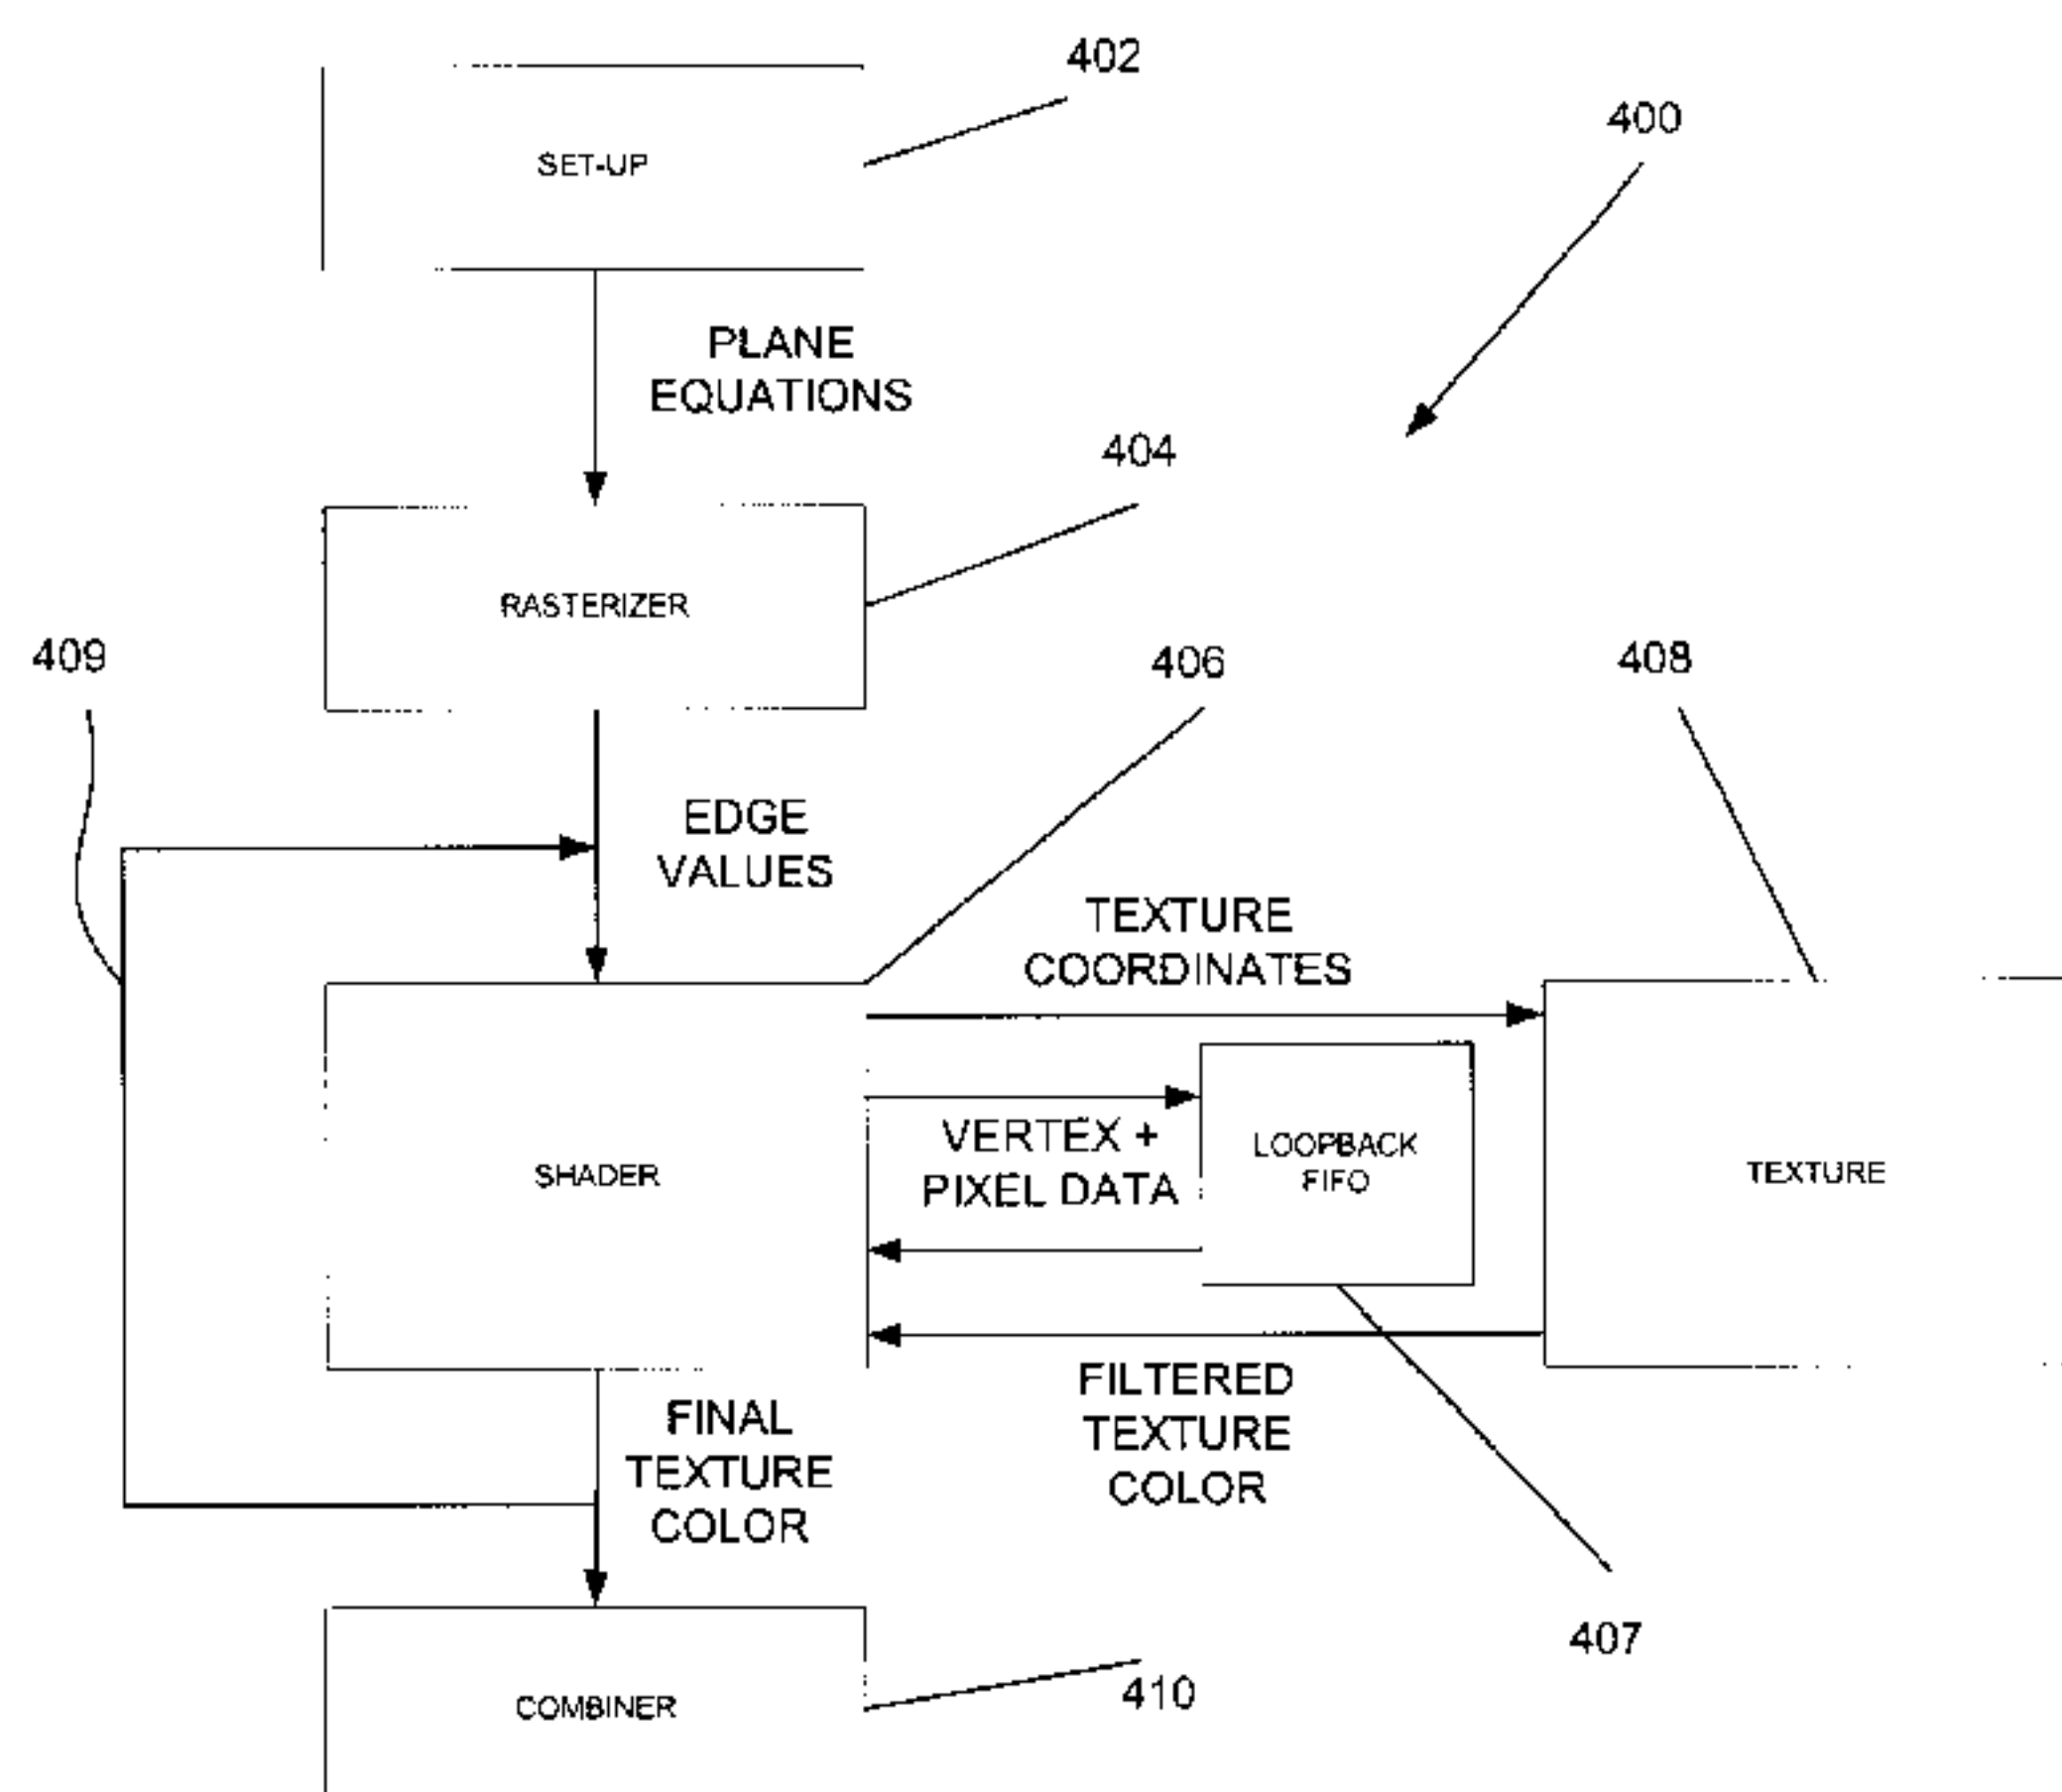 402
400
SET-UP
PLANE
EQUATIONS
404
RASTERIZER
409
406
408
EDGE
VALUES
TEXTURE
COORDINATES
SHADER
VERTEX +
PIXEL DATA
LOOPBACK
FIFO
TEXTURE
FINAL
TEXTURE
COLOR
FILTERED
TEXTURE
COLOR
407
410
COMBINER